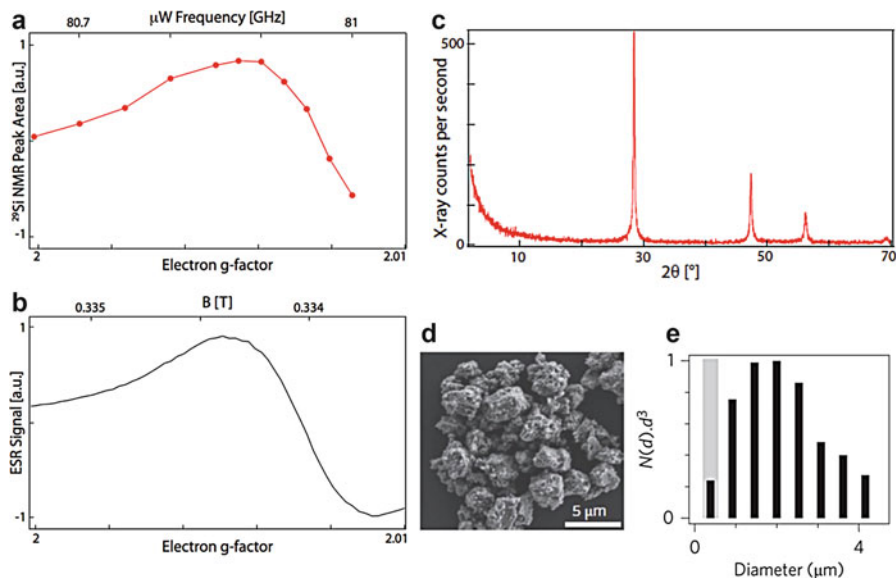 a
μW Frequency [GHz]
80.7
81
1
²⁹Si NMR Peak Area [a.u.]
-1
2
Electron g-factor
2.01
b
B [T]
0.335
0.334
1
ESR Signal [a.u.]
-1
2
Electron g-factor
2.01
c
500
X-ray counts per second
0
10
30
50
70
2θ [°]
d
5 μm
e
1
N(d).d³
0
0
4
Diameter (μm)